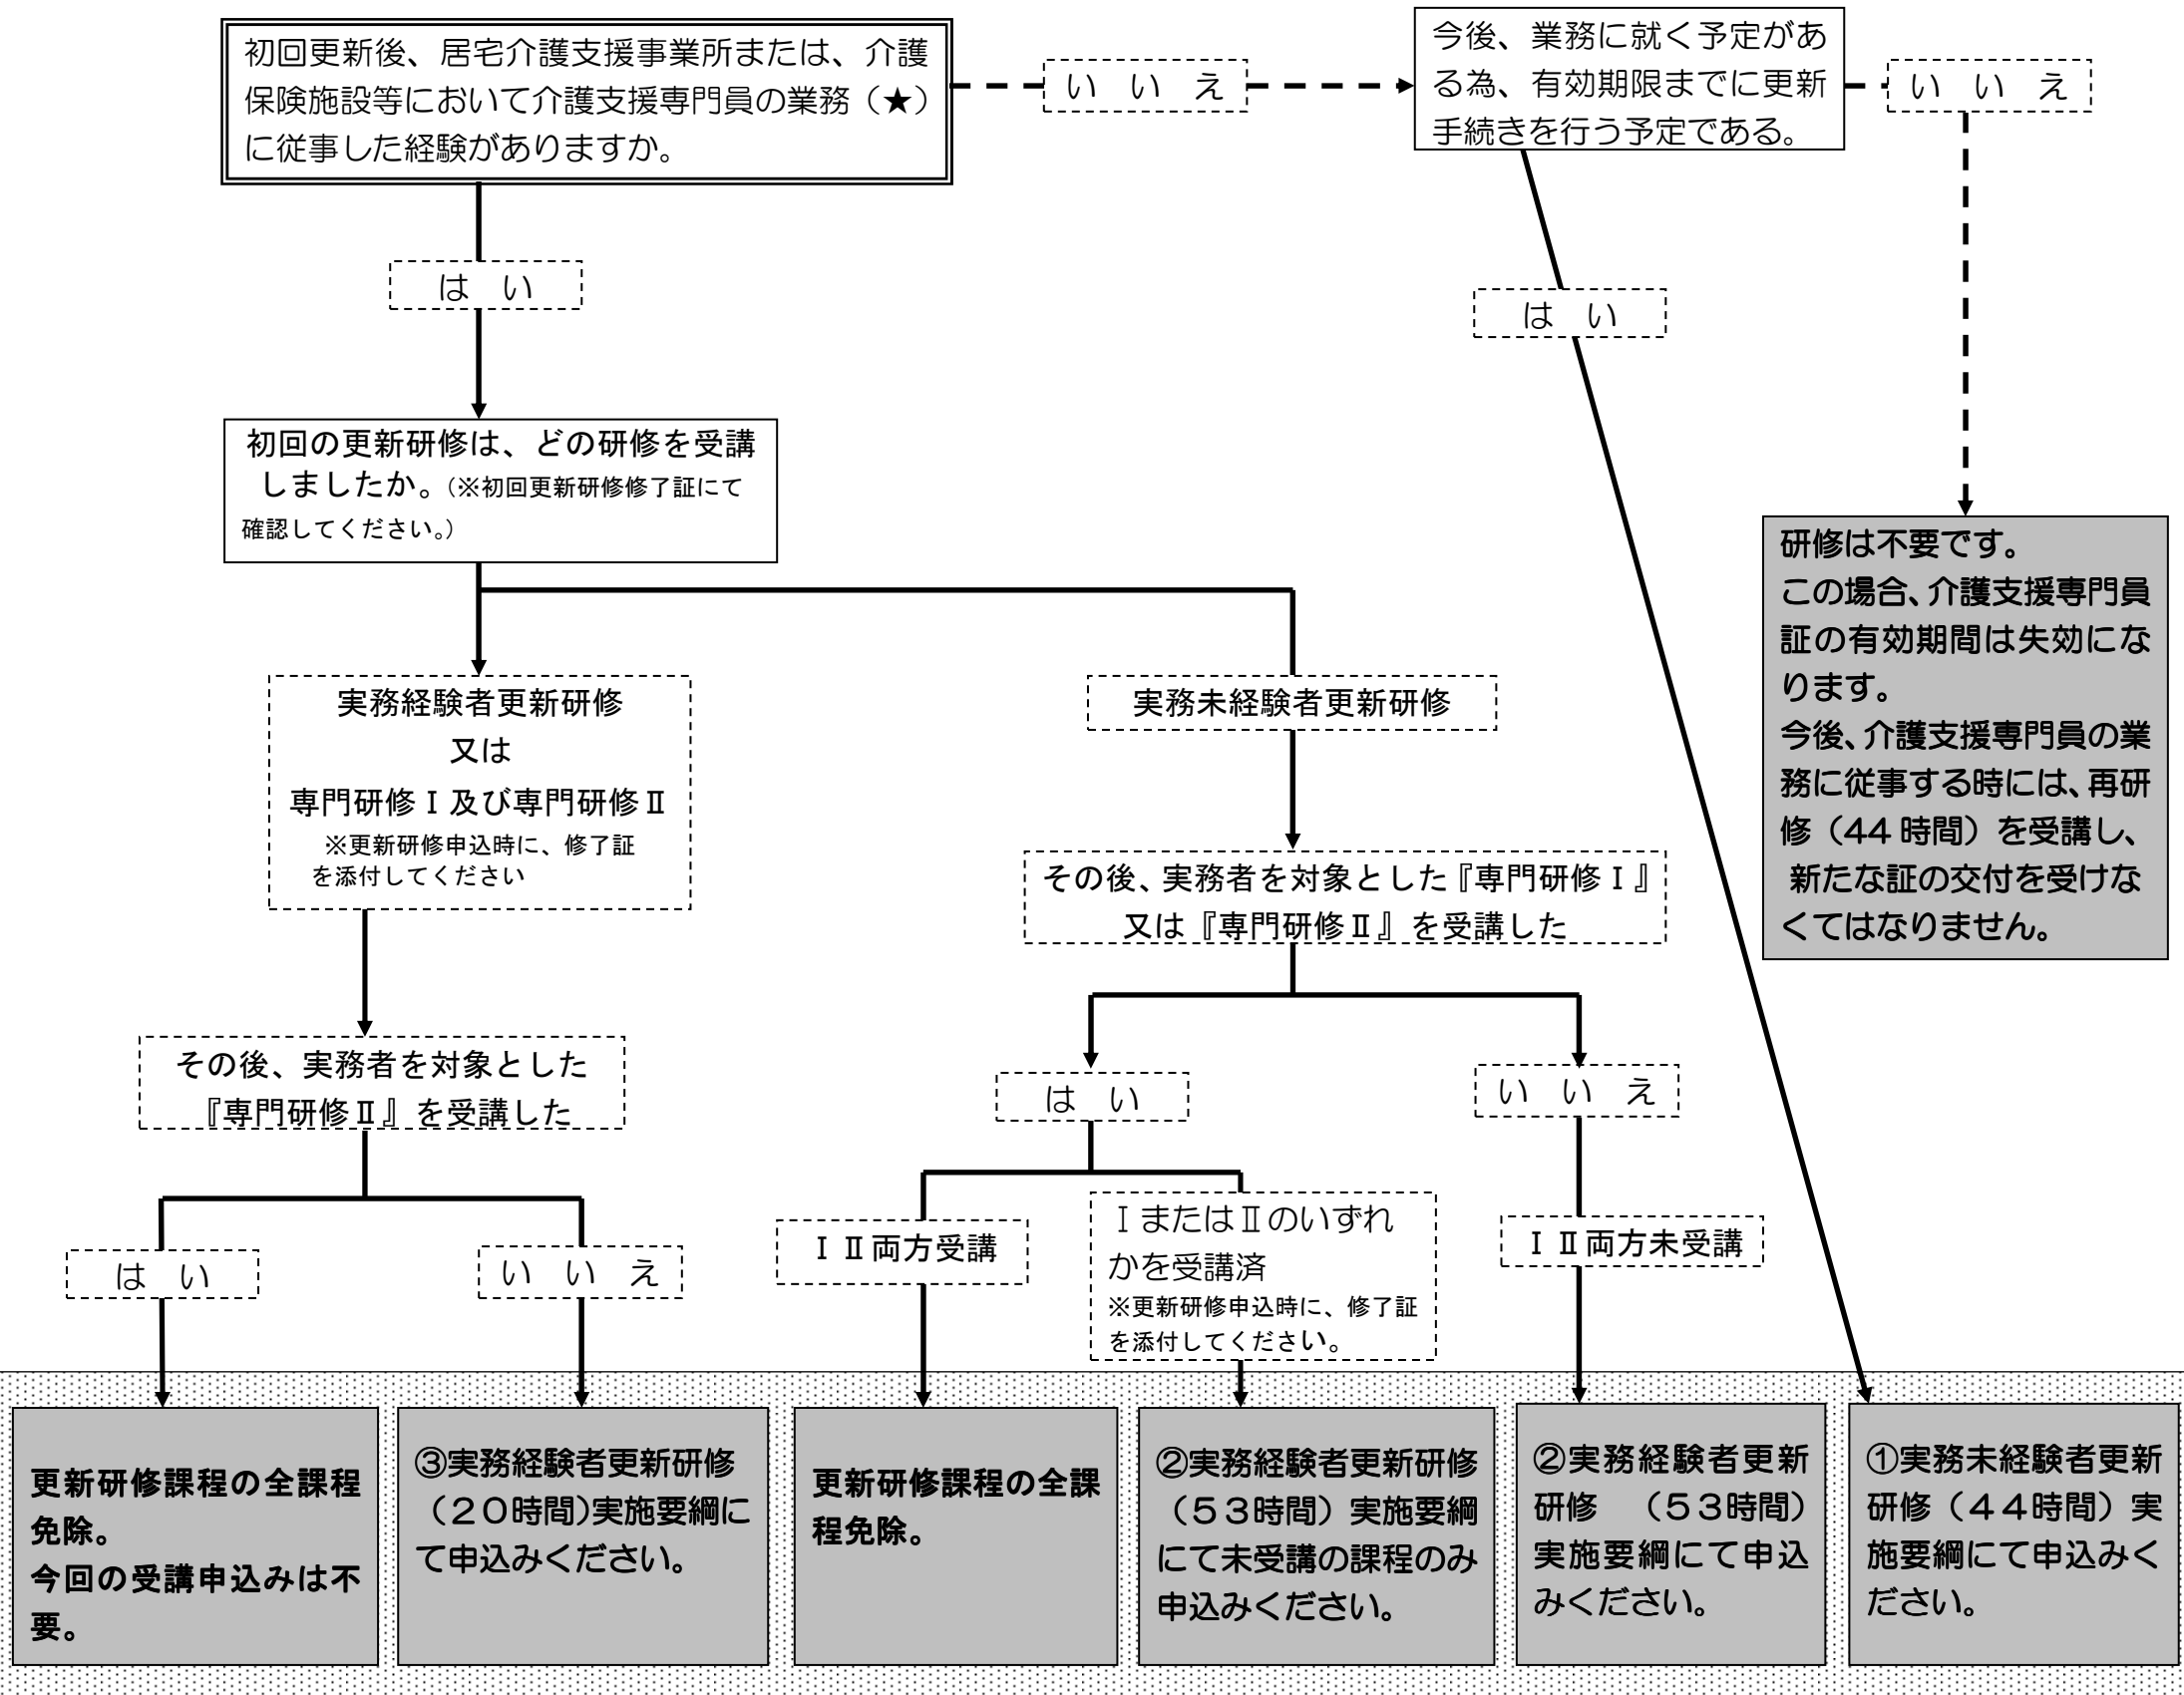 初回更新後、居宅介護支援事業所または、介護
保険施設等において介護支援専門員の業務（★）
に従事した経験がありますか。
い　い　え
今後、業務に就く予定があ
る為、有効期限までに更新
手続きを行う予定である。
い　い　え
は　い
は　い
初回の更新研修は、どの研修を受講
しましたか。（※初回更新研修修了証にて
確認してください。）
研修は不要です。
この場合、介護支援専門員
証の有効期間は失効にな
ります。
今後、介護支援専門員の業
務に従事する時には、再研
修（44 時間）を受講し、
新たな証の交付を受けな
くてはなりません。
実務経験者更新研修
又は
専門研修Ⅰ及び専門研修Ⅱ
※更新研修申込時に、修了証
を添付してください
実務未経験者更新研修
その後、実務者を対象とした『専門研修Ⅰ』
又は『専門研修Ⅱ』を受講した
その後、実務者を対象とした
『専門研修Ⅱ』を受講した
は　い
い　い　え
は　い
い　い　え
ⅠⅡ両方受講
ⅠまたはⅡのいずれ
かを受講済
※更新研修申込時に、修了証
を添付してください。
ⅠⅡ両方未受講
更新研修課程の全課程
免除。
今回の受講申込みは不
要。
③実務経験者更新研修
（２０時間）実施要綱に
て申込みください。
更新研修課程の全課
程免除。
②実務経験者更新研修
（５３時間）実施要綱
にて未受講の課程のみ
申込みください。
②実務経験者更新
研修　（５３時間）
実施要綱にて申込
みください。
①実務未経験者更新
研修（４４時間）実
施要綱にて申込みく
ださい。